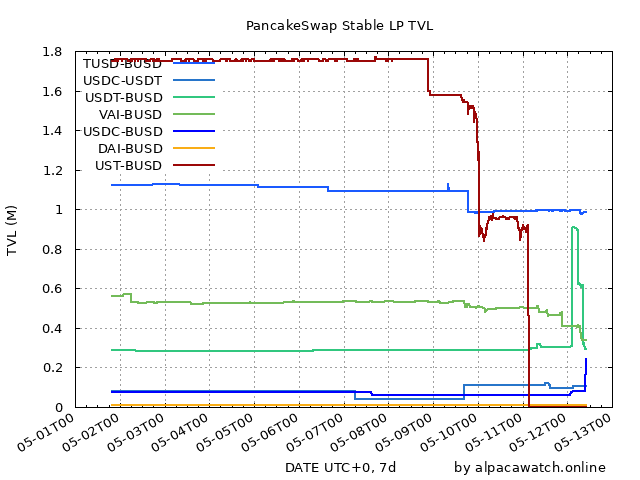 PancakeSwap Stable LP TVL
TVL (M)
1.8
1.6
1.4
1.2
1
0.8
0.6
0.4
0.2
0
TUSD-BUSD
USDC-USDT
USDT-BUSD
VAI-BUSD
USDC-BUSD
DAI-BUSD
UST-BUSD
05-01T00
05-02T00
05-03T00
05-04T00
05-05T00
05-06T00
05-07T00
05-08T00
05-09T00
05-10T00
05-11T00
05-12T00
05-13T00
DATE UTC+0, 7d
by alpacawatch.online